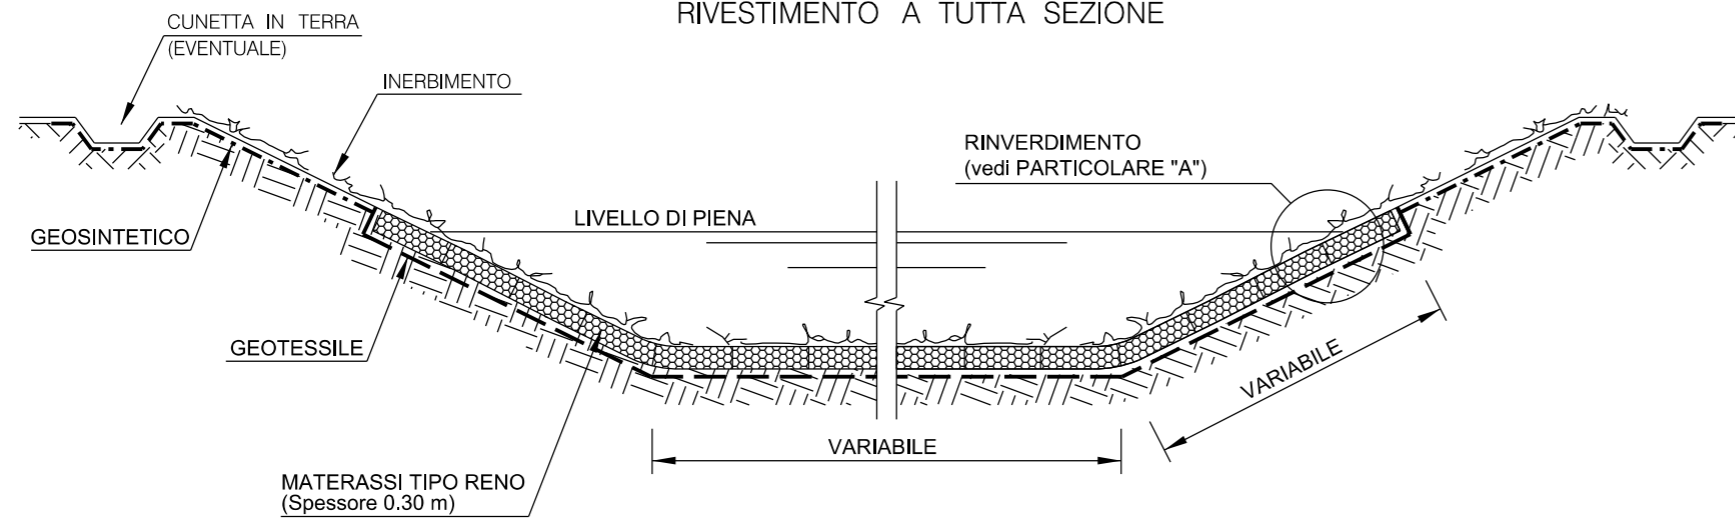 RIVESTIMENTO A TUTTA SEZIONE
CUNETTA IN TERRA
(EVENTUALE)
INERBIMENTO
RINVERDIMENTO
(vedi PARTICOLARE "A")
LIVELLO DI PIENA
GEOSINTETICO
GEOTESSILE
VARIABILE
VARIABILE
MATERASSI TIPO RENO
(Spessore 0.30 m)